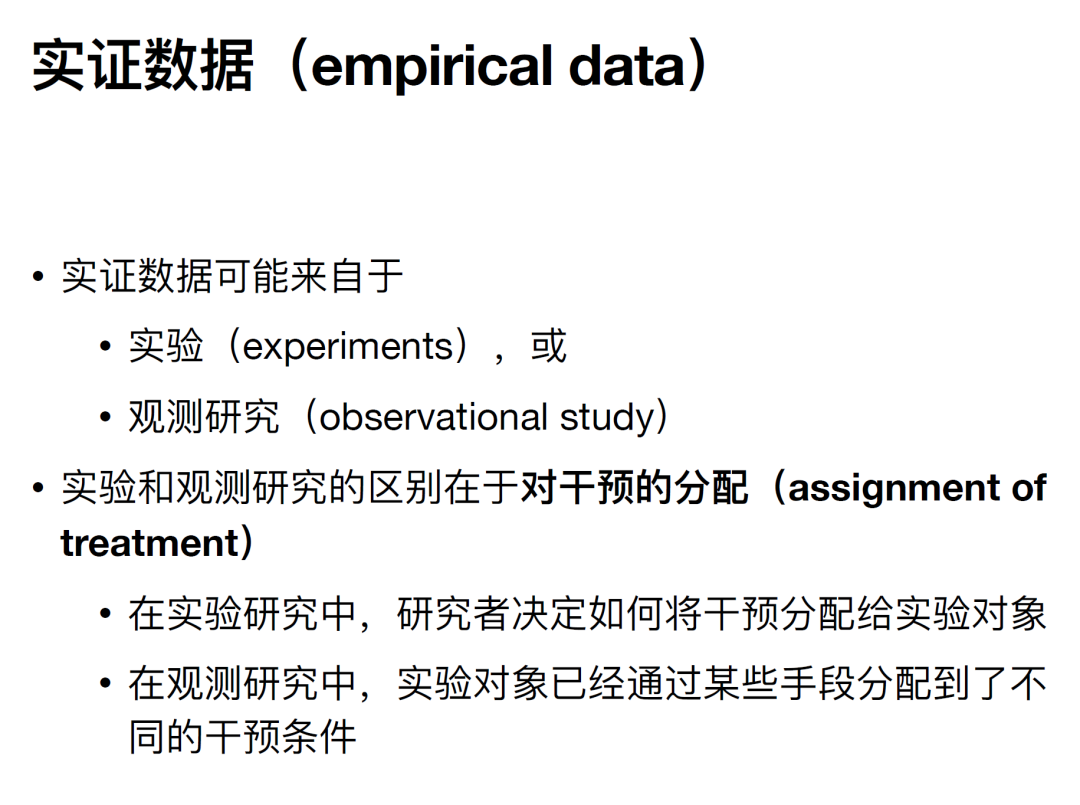 实证数据（empirical data）
• 实证数据可能来自于
• 实验（experiments），或
• 观测研究（observational study）
• 实验和观测研究的区别在于对干预的分配（assignment of
treatment）
• 在实验研究中，研究者决定如何将干预分配给实验对象
• 在观测研究中，实验对象已经通过某些手段分配到了不
同的干预条件